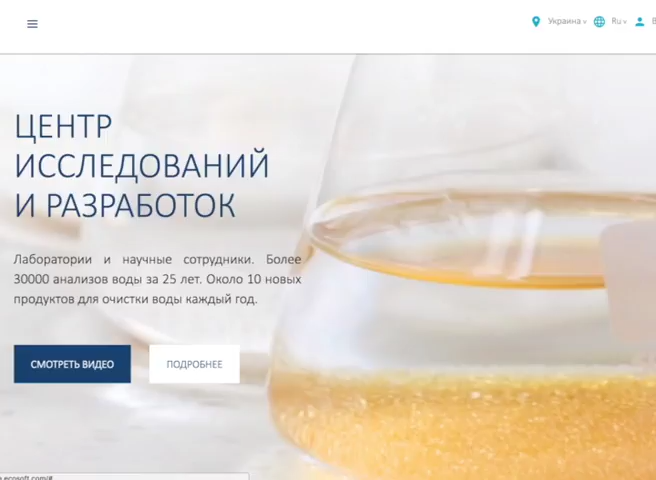 Украина
Ru
ЦЕНТР
ИССЛЕДОВАНИЙ
И РАЗРАБОТОК
Лаборатории и научные сотрудники. Более
30000 анализов воды за 25 лет. Около 10 новых
продуктов для очистки воды каждый год.
СМОТРЕТЬ ВИДЕО
ПОДРОБНЕЕ
.ecosoft.com/#